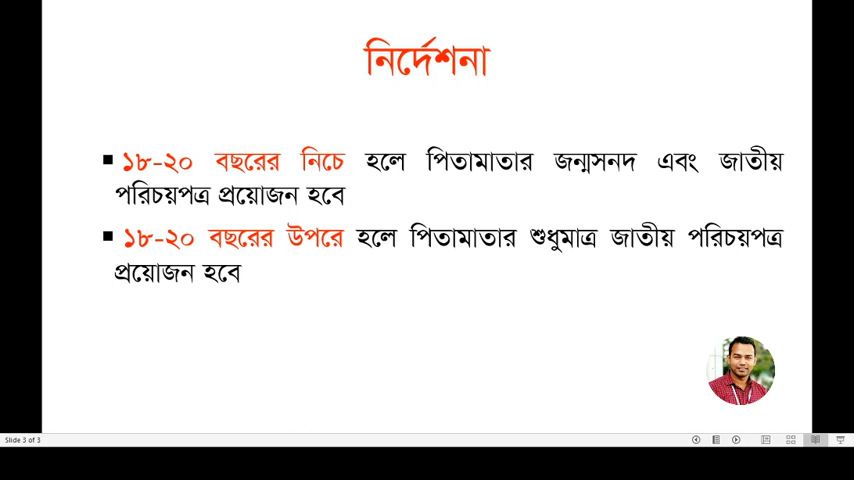 নির্দেশনা
▪ ১৮-২০ বছরের নিচে হলে পিতামাতার জন্মসনদ এবং জাতীয়
পরিচয়পত্র প্রয়োজন হবে
▪ ১৮-২০ বছরের উপরে হলে পিতামাতার শুধুমাত্র জাতীয় পরিচয়পত্র
প্রয়োজন হবে
Slide 3 of 3